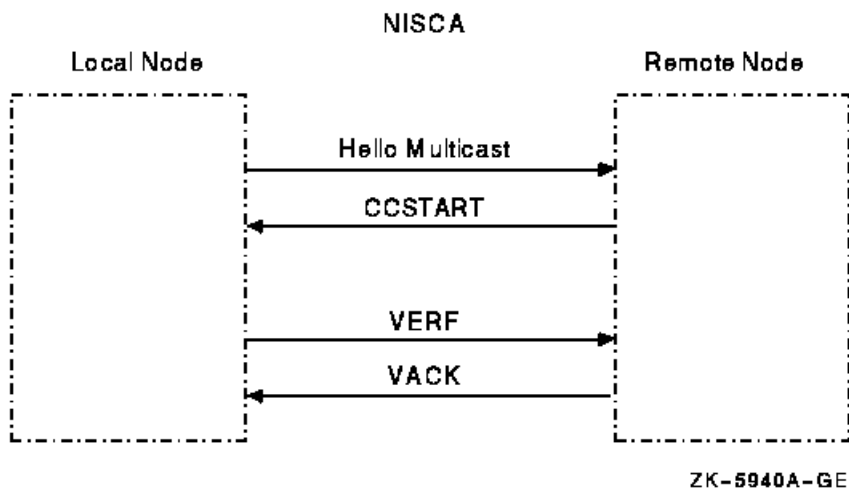 NISCA
Local Node
Remote Node
Hello Multicast
CCSTART
VERF
VACK
ZK-5940A-GE